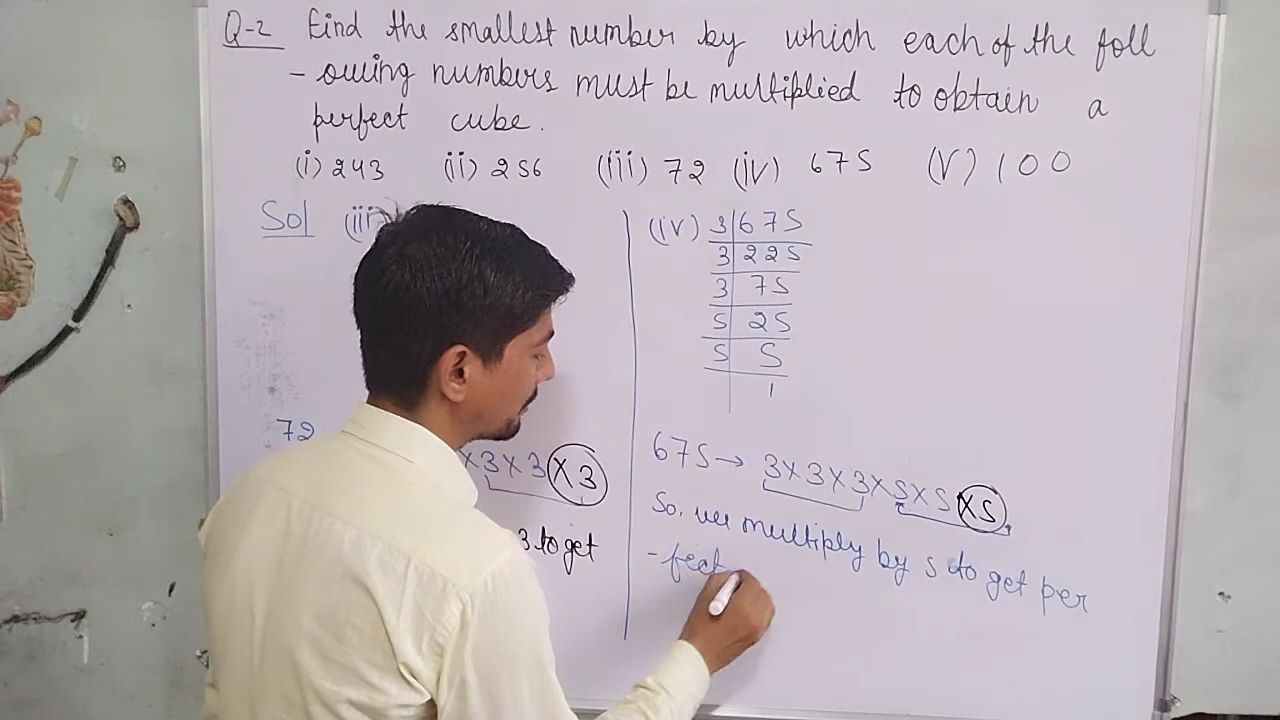 Q-2 Find the smallest number by which each of the foll
- owing numbers must be multiplied to obtain a
perfect cube.
(i) 243 (ii) 256 (iii) 72 (iv) 675 (v) 100
Sol (iii
72
×3×3×3
3 to get
(iv) 3 675
3 225
3 75
5 25
5 5
1
675→ 3×3×3×5×5×5
So, we multiply by 5 to get per
- fect